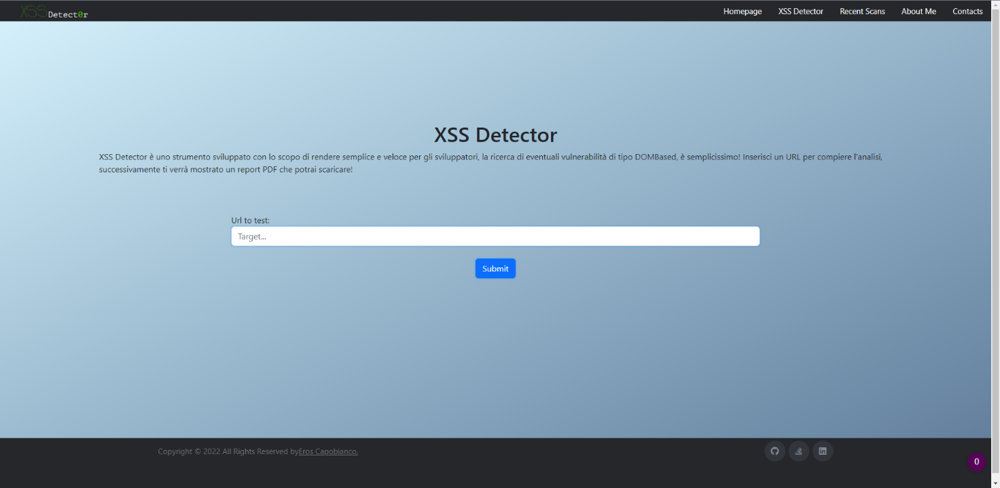 XSSDetect0r
Homepage XSS Detector Recent Scans About Me Contacts
XSS Detector
XSS Detector è uno strumento sviluppato con lo scopo di rendere semplice e veloce per gli sviluppatori, la ricerca di eventuali vulnerabilità di tipo DOMBased, è semplicissimo! Inserisci un URL per compiere l'analisi,
successivamente ti verrà mostrato un report PDF che potrai scaricare!
Url to test:
Target...
Submit
Copyright © 2022 All Rights Reserved byEros Capobianco.
0